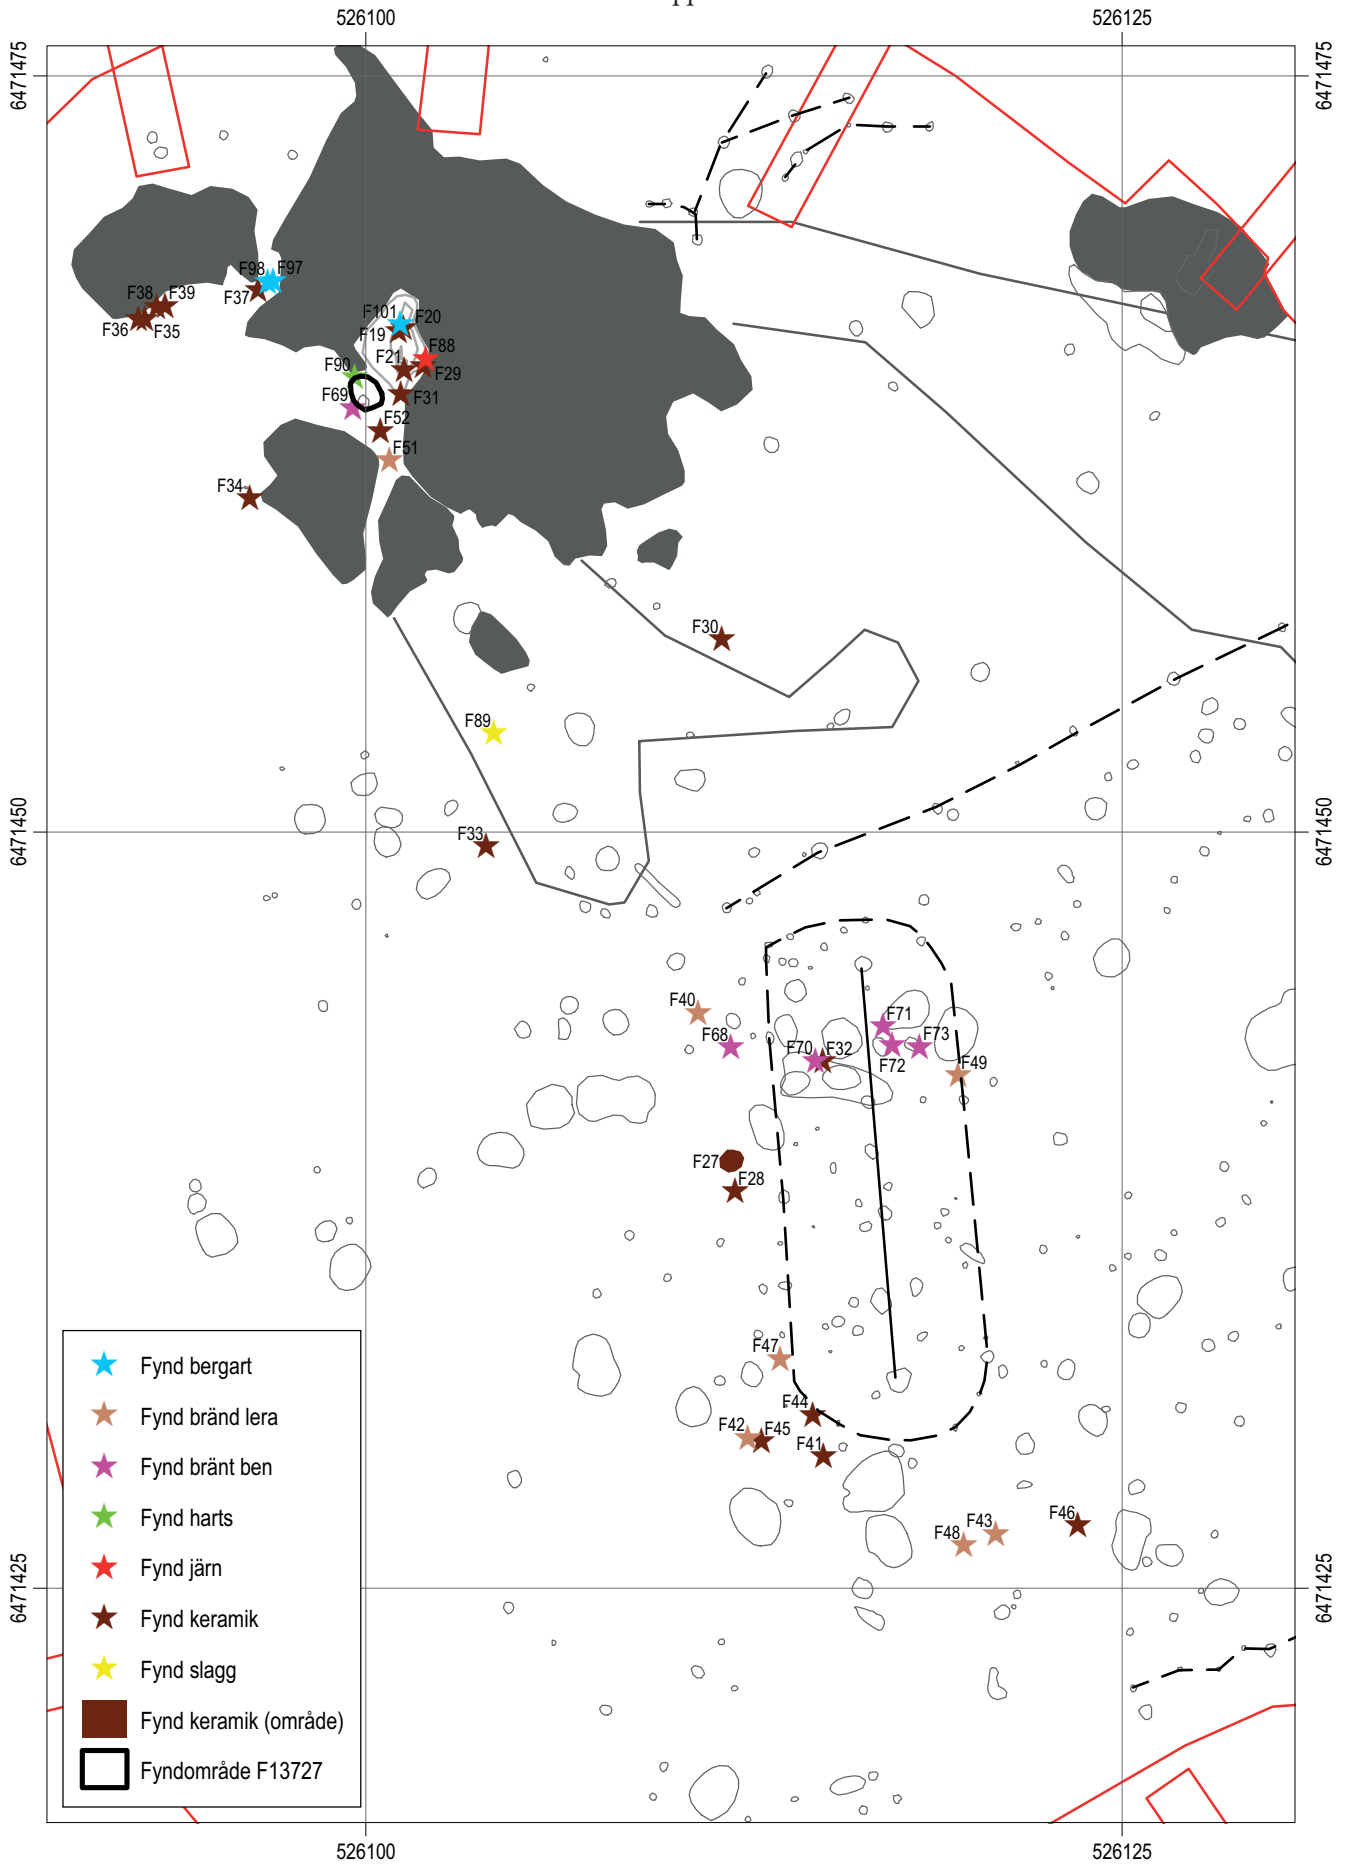 pp
526100 526125
6471475 6471475
F98 F97
F38 F39 F37
F36 F35
F101 F20
F19
F21 F88
F90 F29
F69 F31
F52
F51
F34
F30
F89
6471450 6471450
F33
F40
F71
F68 F73
F70 F32
F72 F49
F27
F28
F47
F44
F42 F45
F41
F46
F43
F48
6471425 6471425
Fynd bergart
Fynd bränd lera
Fynd bränt ben
Fynd harts
Fynd järn
Fynd keramik
Fynd slagg
Fynd keramik (område)
Fyndområde F13727
526100 526125